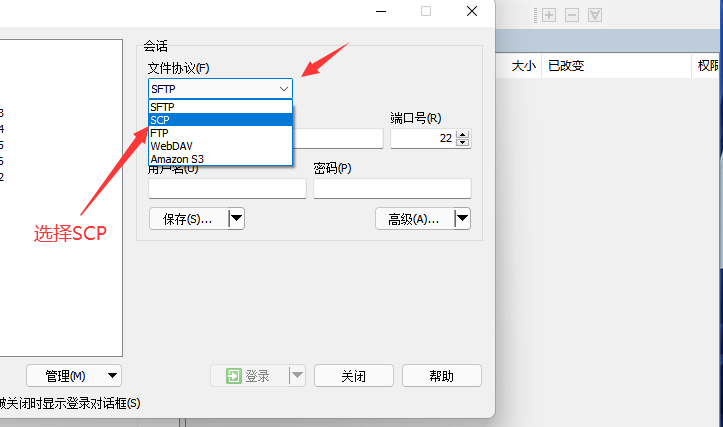 会话
文件协议(F)
大小 已改变 权限
SFTP
SFTP
SCP
FTP
WebDAV
Amazon S3
端口号(R)
22
用户名(U) 密码(P)
保存(S)... 高级(A)...
选择SCP
3
4
5
6
2
管理(M) 登录 关闭 帮助
被关闭时显示登录对话框(S)